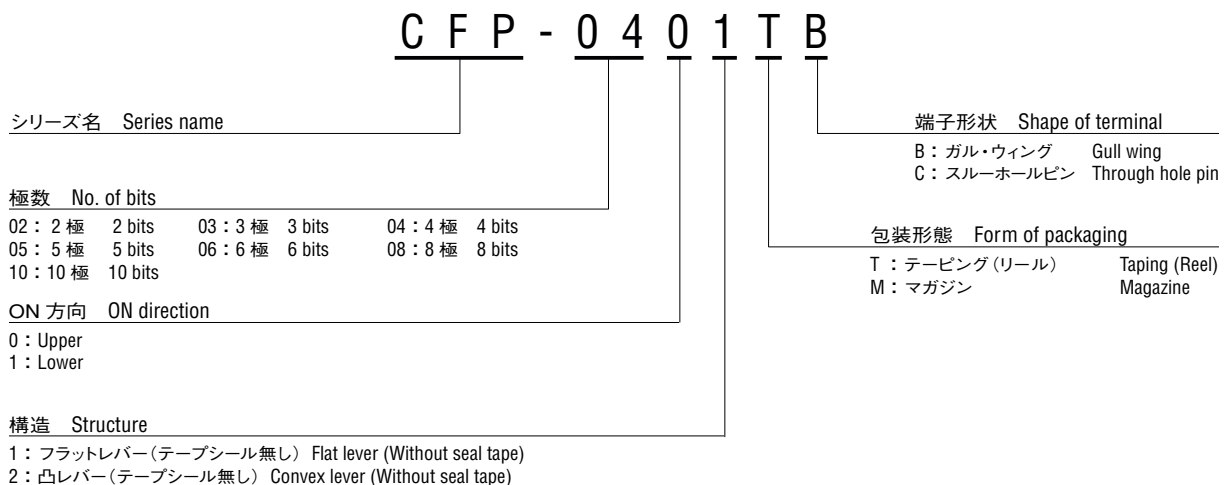 CFP-0401TB
シリーズ名 Series name
端子形状 Shape of terminal
B：ガル・ウィング Gull wing
C：スルーホールピン Through hole pin
極数 No. of bits
02：2極 2 bits 03：3極 3 bits 04：4極 4 bits
05：5極 5 bits 06：6極 6 bits 08：8極 8 bits
10：10極 10 bits
包装形態 Form of packaging
T：テーピング（リール） Taping (Reel)
M：マガジン Magazine
ON 方向 ON direction
0：Upper
1：Lower
構造 Structure
1：フラットレバー（テープシール無し） Flat lever (Without seal tape)
2：凸レバー（テープシール無し） Convex lever (Without seal tape)